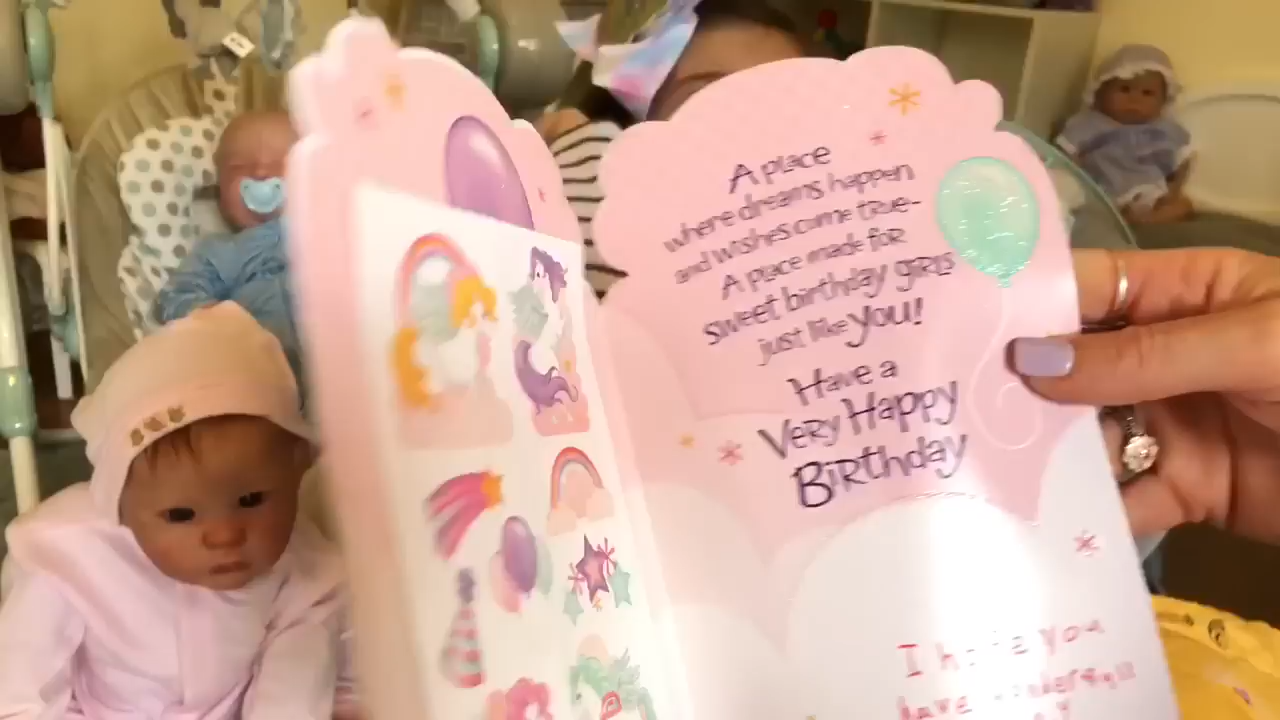 A place
where dreams happen
and wishes come true-
A place made for
sweet birthday girls
just like you!
Have a
Very Happy
Birthday
I hope you
have